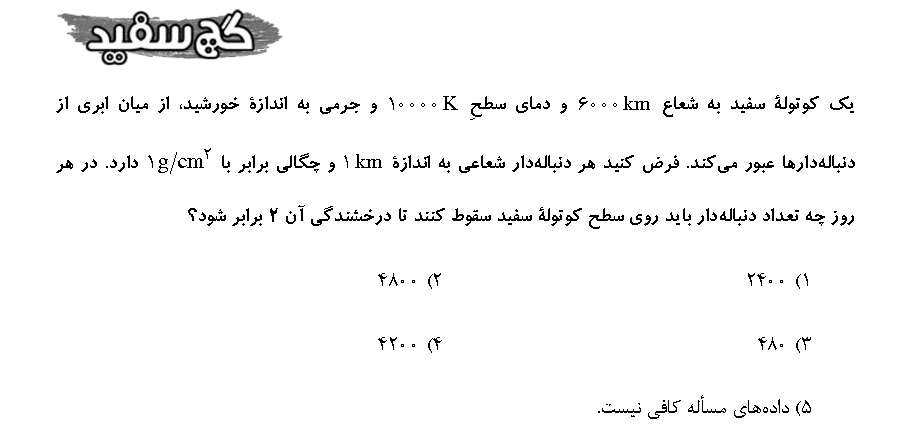 گچ سفید
یک کوتولهٔ سفید به شعاع ۶۰۰۰ km و دمای سطحِ ۱۰۰۰۰ K و جرمی به اندازهٔ خورشید، از میان ابری از
دنباله‌دارها عبور می‌کند. فرض کنید هر دنباله‌دار شعاعی به اندازهٔ ۱ km و چگالی برابر با ۱ g/cm۲ دارد. در هر
روز چه تعداد دنباله‌دار باید روی سطح کوتولهٔ سفید سقوط کنند تا درخشندگی آن ۲ برابر شود؟
۱) ۲۴۰۰ ۲) ۴۸۰۰
۳) ۴۸۰ ۴) ۴۲۰۰
۵) داده‌های مسأله کافی نیست.